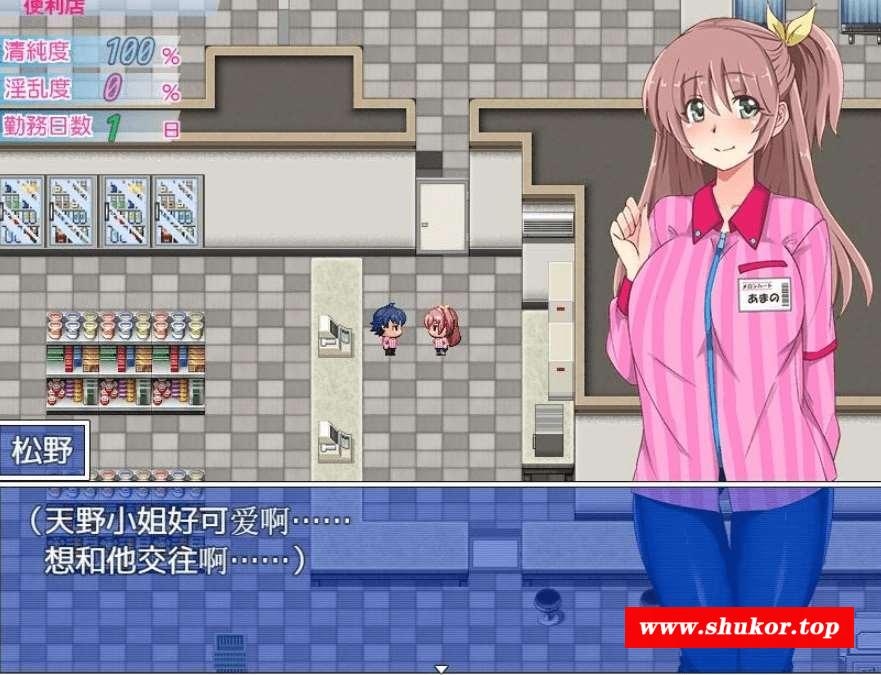 便利店
清純度 100 %
淫乱度 0 %
勤務日数 1 日
あまの
松野
（天野小姐好可爱啊……
想和他交往啊……）
www.shukor.top